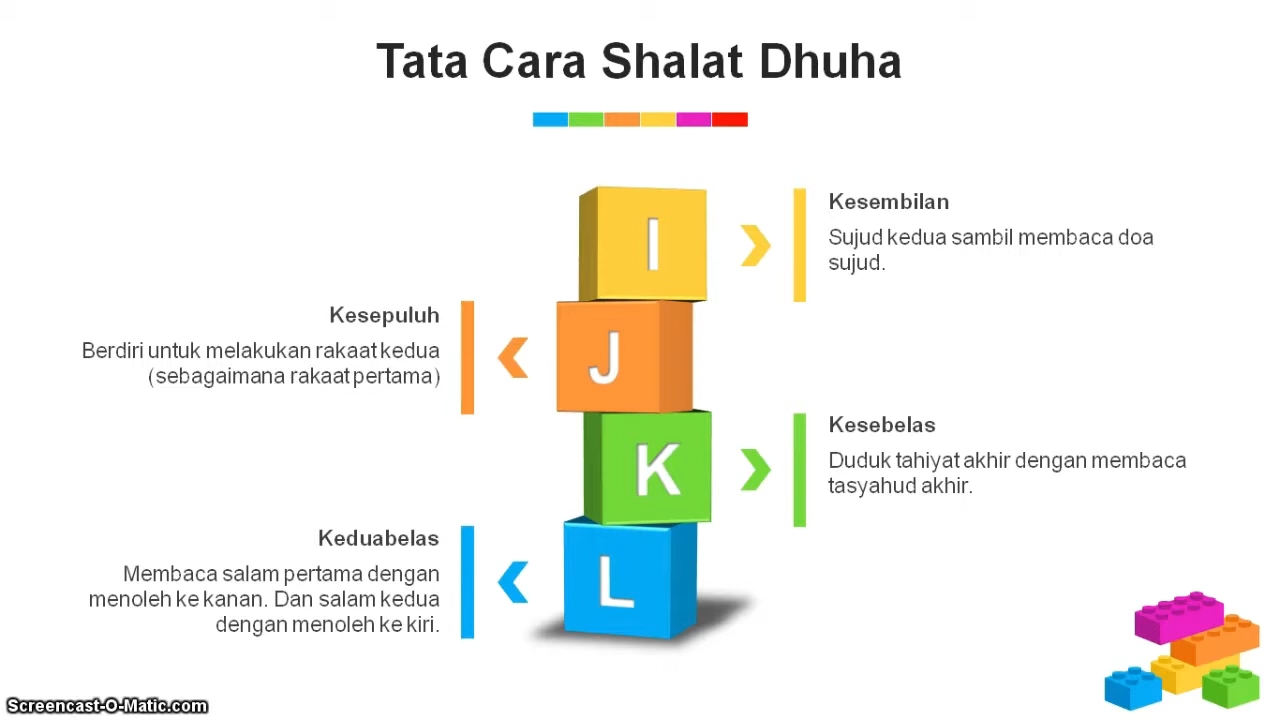 Tata Cara Shalat Dhuha
I
Kesembilan
Sujud kedua sambil membaca doa
sujud.
J
Kesepuluh
Berdiri untuk melakukan rakaat kedua
(sebagaimana rakaat pertama)
K
Kesebelas
Duduk tahiyat akhir dengan membaca
tasyahud akhir.
L
Keduabelas
Membaca salam pertama dengan
menoleh ke kanan. Dan salam kedua
dengan menoleh ke kiri.
Screencast-O-Matic.com